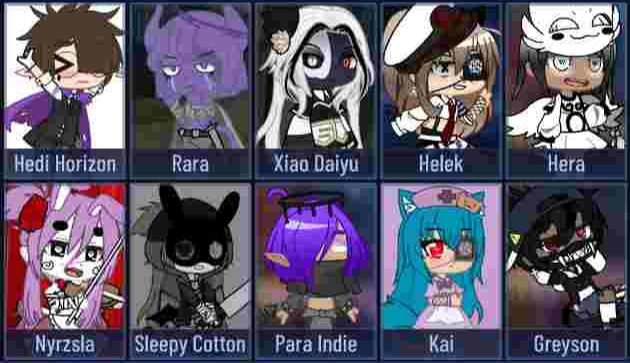 Hedi Horizon
Rara
Xiao Daiyu
Helek
Hera
Nyrzsla
Sleepy Cotton
Para Indie
Kai
Greyson